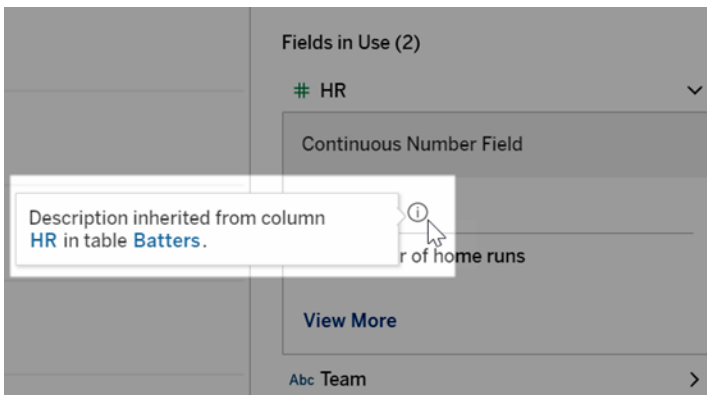 Fields in Use (2)
# HR
Continuous Number Field
Description inherited from column
HR in table Batters.
of home runs
View More
Abc Team